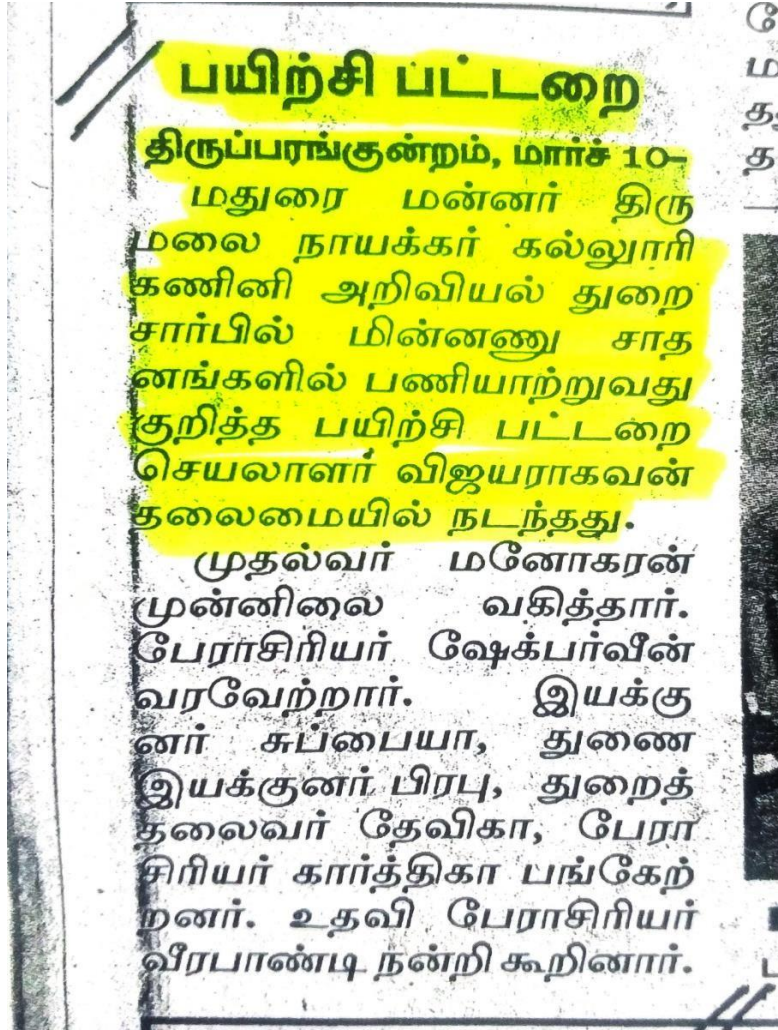 பயிற்சி பட்டறை
திருப்பரங்குன்றம், மார்ச் 10–
மதுரை மன்னர் திரு
மலை நாயக்கர் கல்லூரி
கணினி அறிவியல் துறை
சார்பில் மின்னணு சாத
னங்களில் பணியாற்றுவது
குறித்த பயிற்சி பட்டறை
செயலாளர் விஜயராகவன்
தலைமையில் நடந்தது.
முதல்வர் மனோகரன்
முன்னிலை வகித்தார்.
பேராசிரியர் ஷேக்பர்வீன்
வரவேற்றார். இயக்கு
னர் சுப்பையா, துணை
இயக்குனர் பிரபு, துறைத்
தலைவர் தேவிகா, பேரா
சிரியர் கார்த்திகா பங்கேற்
றனர். உதவி பேராசிரியர்
வீரபாண்டி நன்றி கூறினார்.